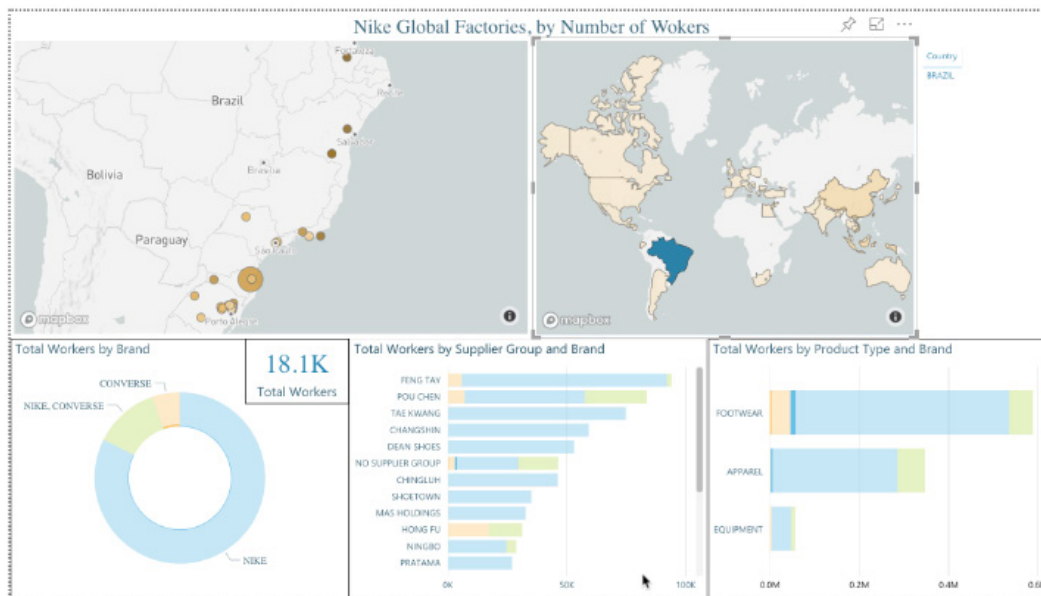 Nike Global Factories, by Number of Wokers
Fortaleza
Recife
Brazil
Salvador
Brasília
Bolivia
Paraguay
São Paulo
Porto Alegre
mapbox
mapbox
Country
BRAZIL
Total Workers by Brand
18.1K
Total Workers
CONVERSE
NIKE, CONVERSE
NIKE
Total Workers by Supplier Group and Brand
FENG TAY
POU CHEN
TAE KWANG
CHANGSHIN
DEAN SHOES
NO SUPPLIER GROUP
CHINGLUH
SHOETOWN
MAS HOLDINGS
HONG FU
NINGBO
PRATAMA
0K 50K 100K
Total Workers by Product Type and Brand
FOOTWEAR
APPAREL
EQUIPMENT
0.0M 0.2M 0.4M